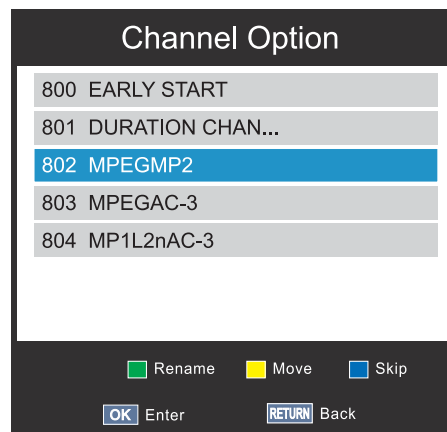 Channel Option
800 EARLY START
801 DURATION CHAN...
802 MPEGMP2
803 MPEGAC-3
804 MP1L2nAC-3
Rename Move Skip
OK Enter RETURN Back